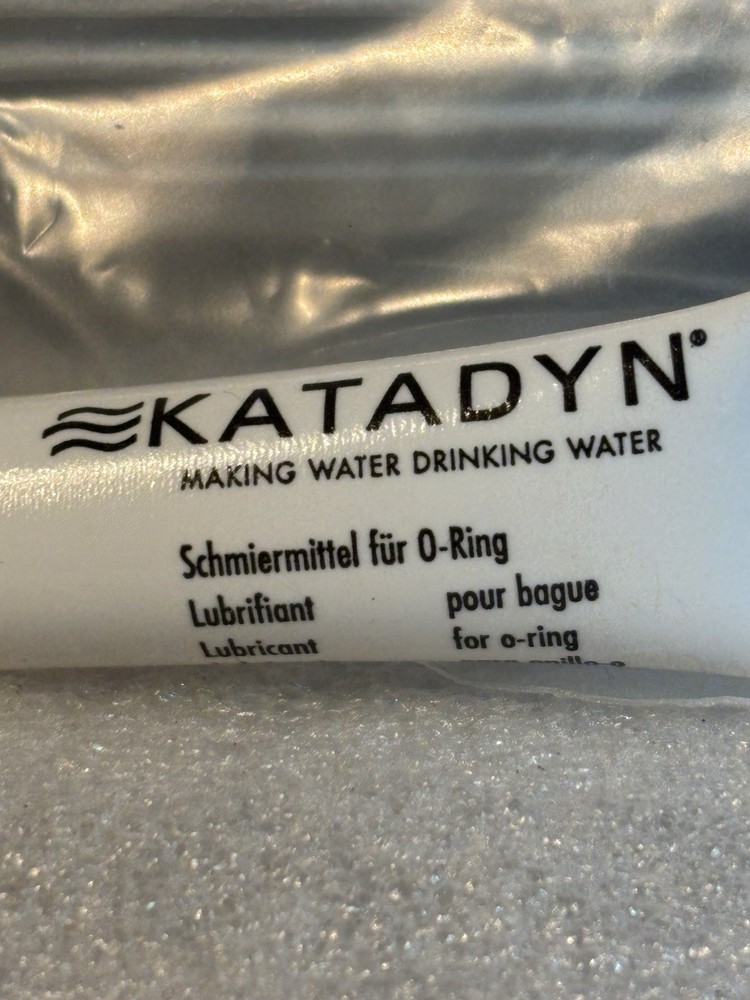 KATADYN®
MAKING WATER DRINKING WATER
Schmiermittel für O-Ring
Lubrifiant pour bague
Lubricant for o-ring